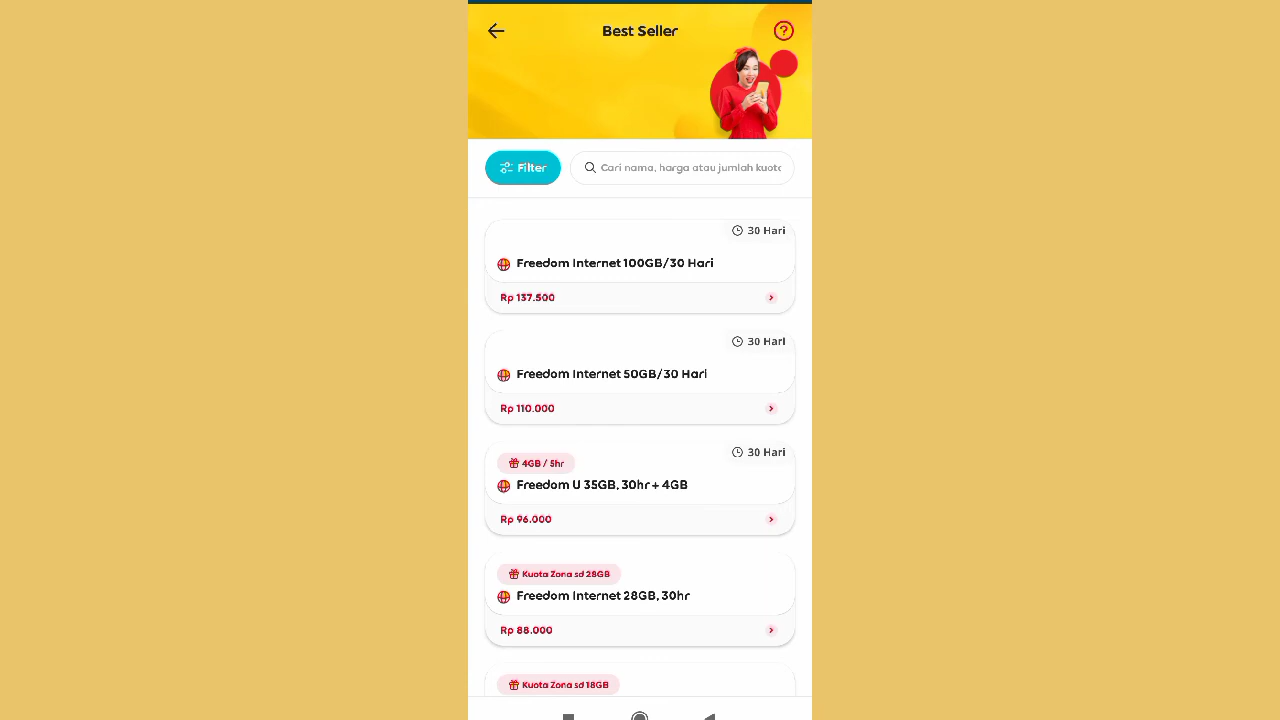 Best Seller
?
Filter
Cari nama, harga atau jumlah kuota
30 Hari
Freedom Internet 100GB/30 Hari
Rp 137.500
30 Hari
Freedom Internet 50GB/30 Hari
Rp 110.000
30 Hari
4GB / 5hr
Freedom U 35GB, 30hr + 4GB
Rp 96.000
Kuota Zona sd 28GB
Freedom Internet 28GB, 30hr
Rp 88.000
Kuota Zona sd 18GB